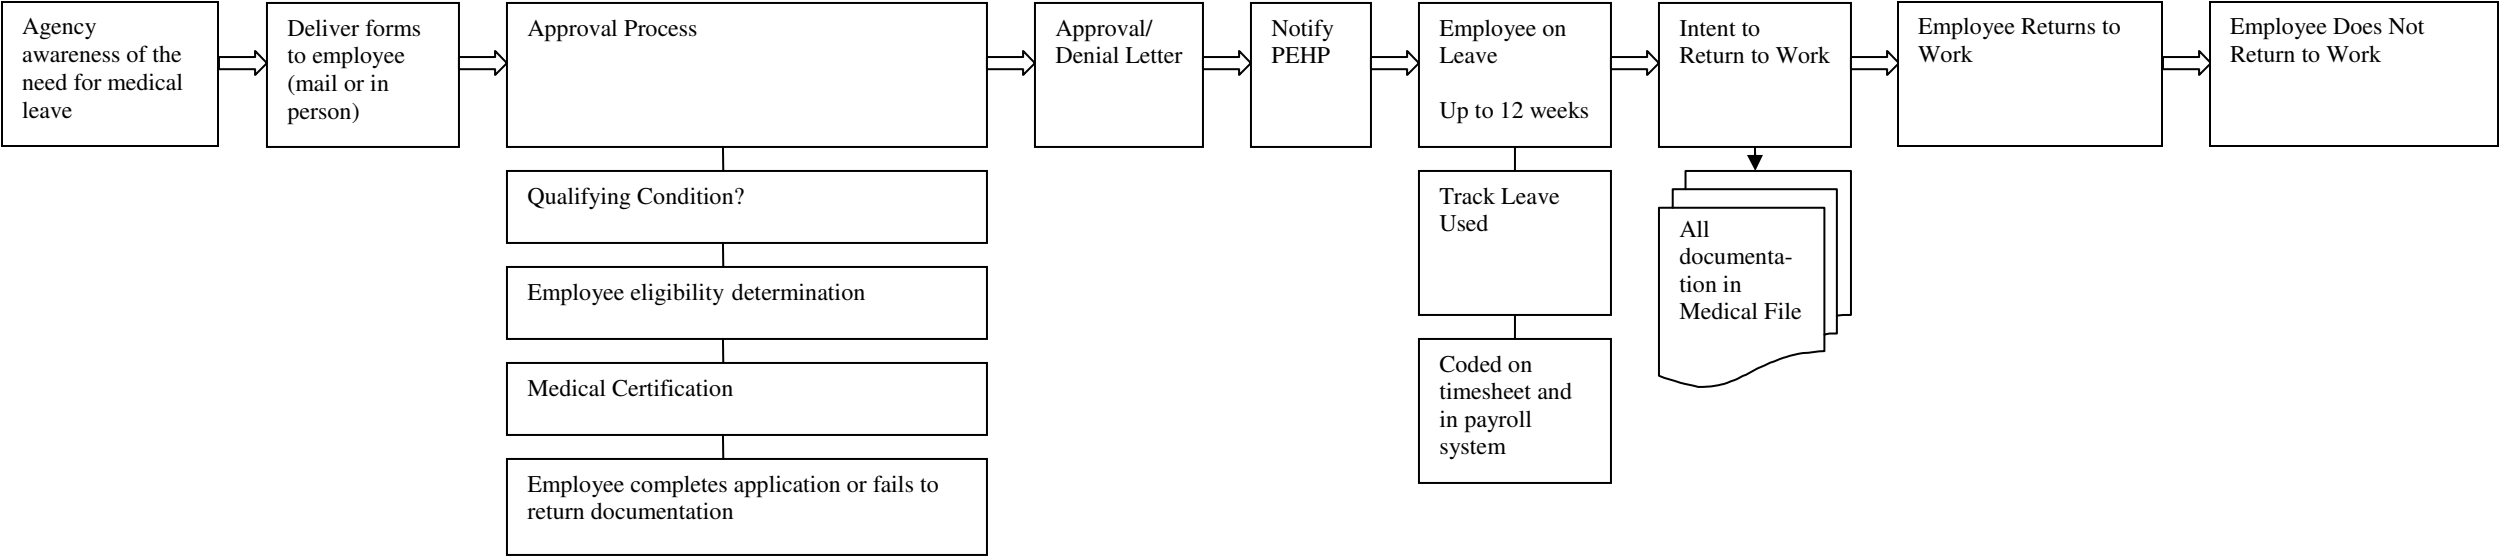 Agency
awareness of the
need for medical
leave
Deliver forms
to employee
(mail or in
person)
Approval Process
Approval/
Denial Letter
Notify
PEHP
Employee on
Leave
Up to 12 weeks
Intent to
Return to Work
Employee Returns to
Work
Employee Does Not
Return to Work
Qualifying Condition?
Employee eligibility determination
Medical Certification
Employee completes application or fails to
return documentation
Track Leave
Used
Coded on
timesheet and
in payroll
system
All
documenta-
tion in
Medical File